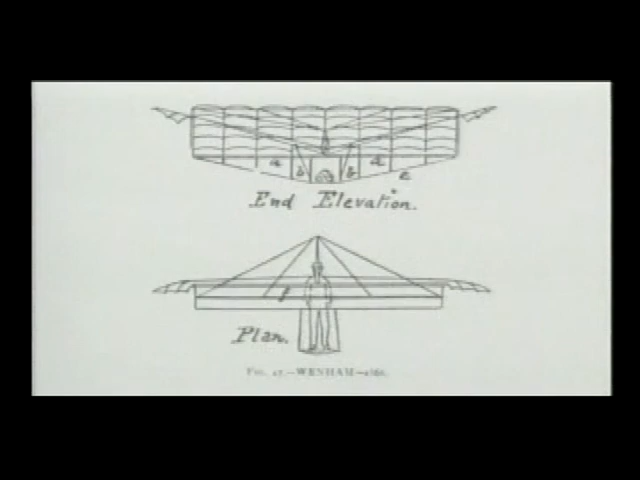 a d
b b e
End Elevation.
f
Plan.
WENHAM